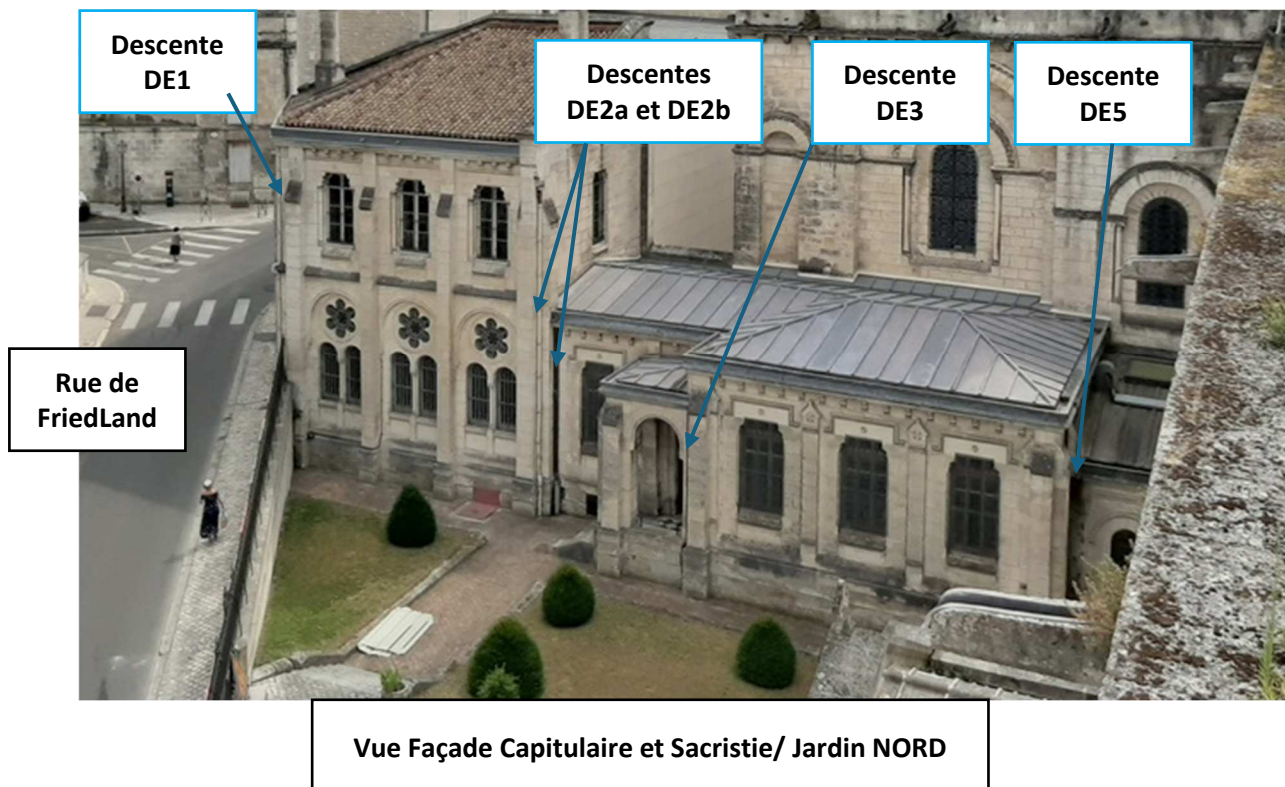 Descente
DE1
Descentes
DE2a et DE2b
Descente
DE3
Descente
DE5
Rue de
FriedLand
Vue Façade Capitulaire et Sacristie/ Jardin NORD